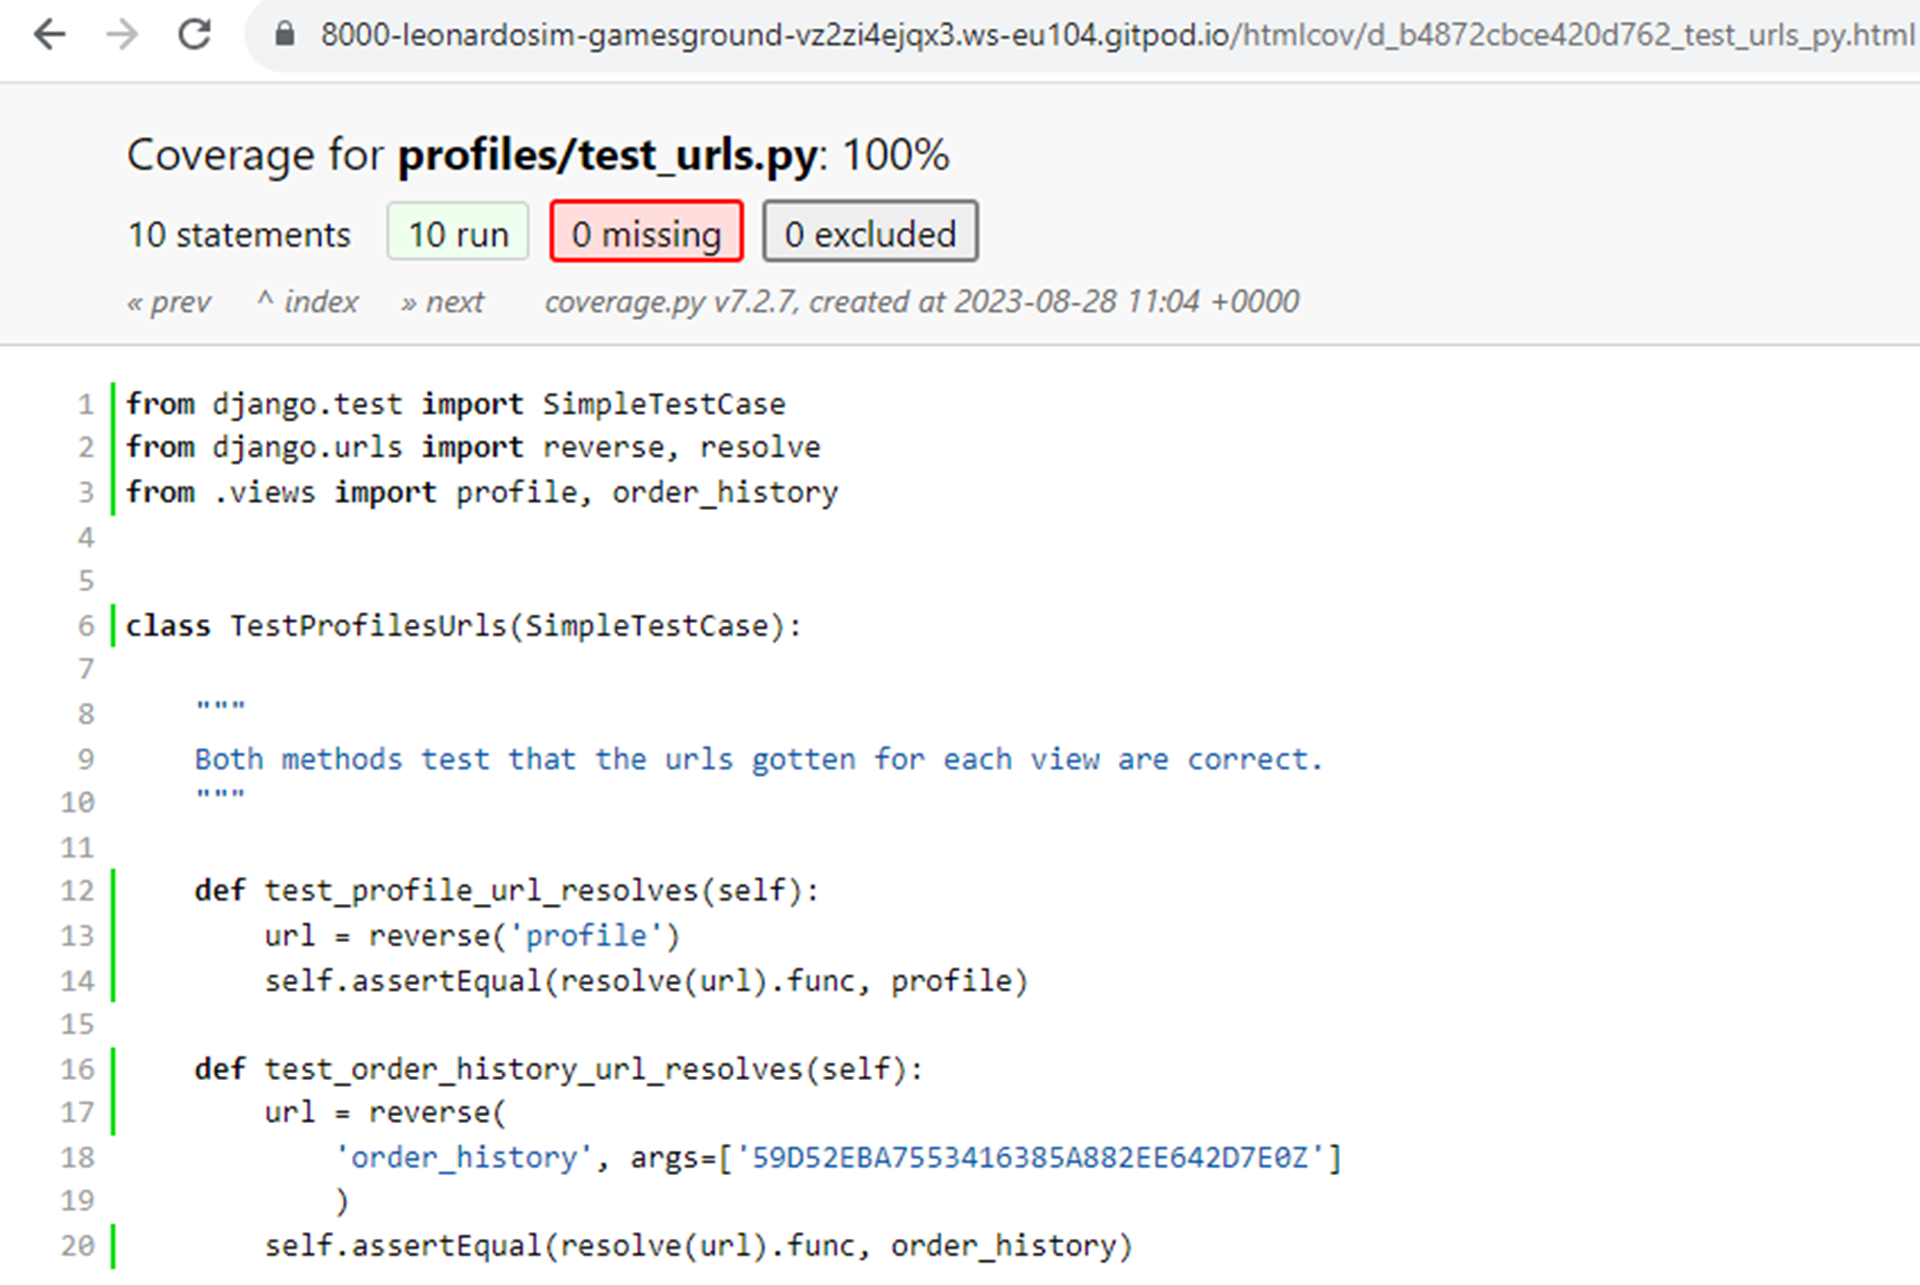 8000-leonardosim-gamesground-vz2zi4ejqx3.ws-eu104.gitpod.io/htmlcov/d_b4872cbce420d762_test_urls_py.html
Coverage for profiles/test_urls.py: 100%
10 statements 10 run 0 missing 0 excluded
« prev ^ index » next coverage.py v7.2.7, created at 2023-08-28 11:04 +0000
1 from django.test import SimpleTestCase
2 from django.urls import reverse, resolve
3 from .views import profile, order_history
4
5
6 class TestProfilesUrls(SimpleTestCase):
7
8 """
9 Both methods test that the urls gotten for each view are correct.
10 """
11
12 def test_profile_url_resolves(self):
13 url = reverse('profile')
14 self.assertEqual(resolve(url).func, profile)
15
16 def test_order_history_url_resolves(self):
17 url = reverse(
18 'order_history', args=['59D52EBA7553416385A882EE642D7E0Z']
19 )
20 self.assertEqual(resolve(url).func, order_history)